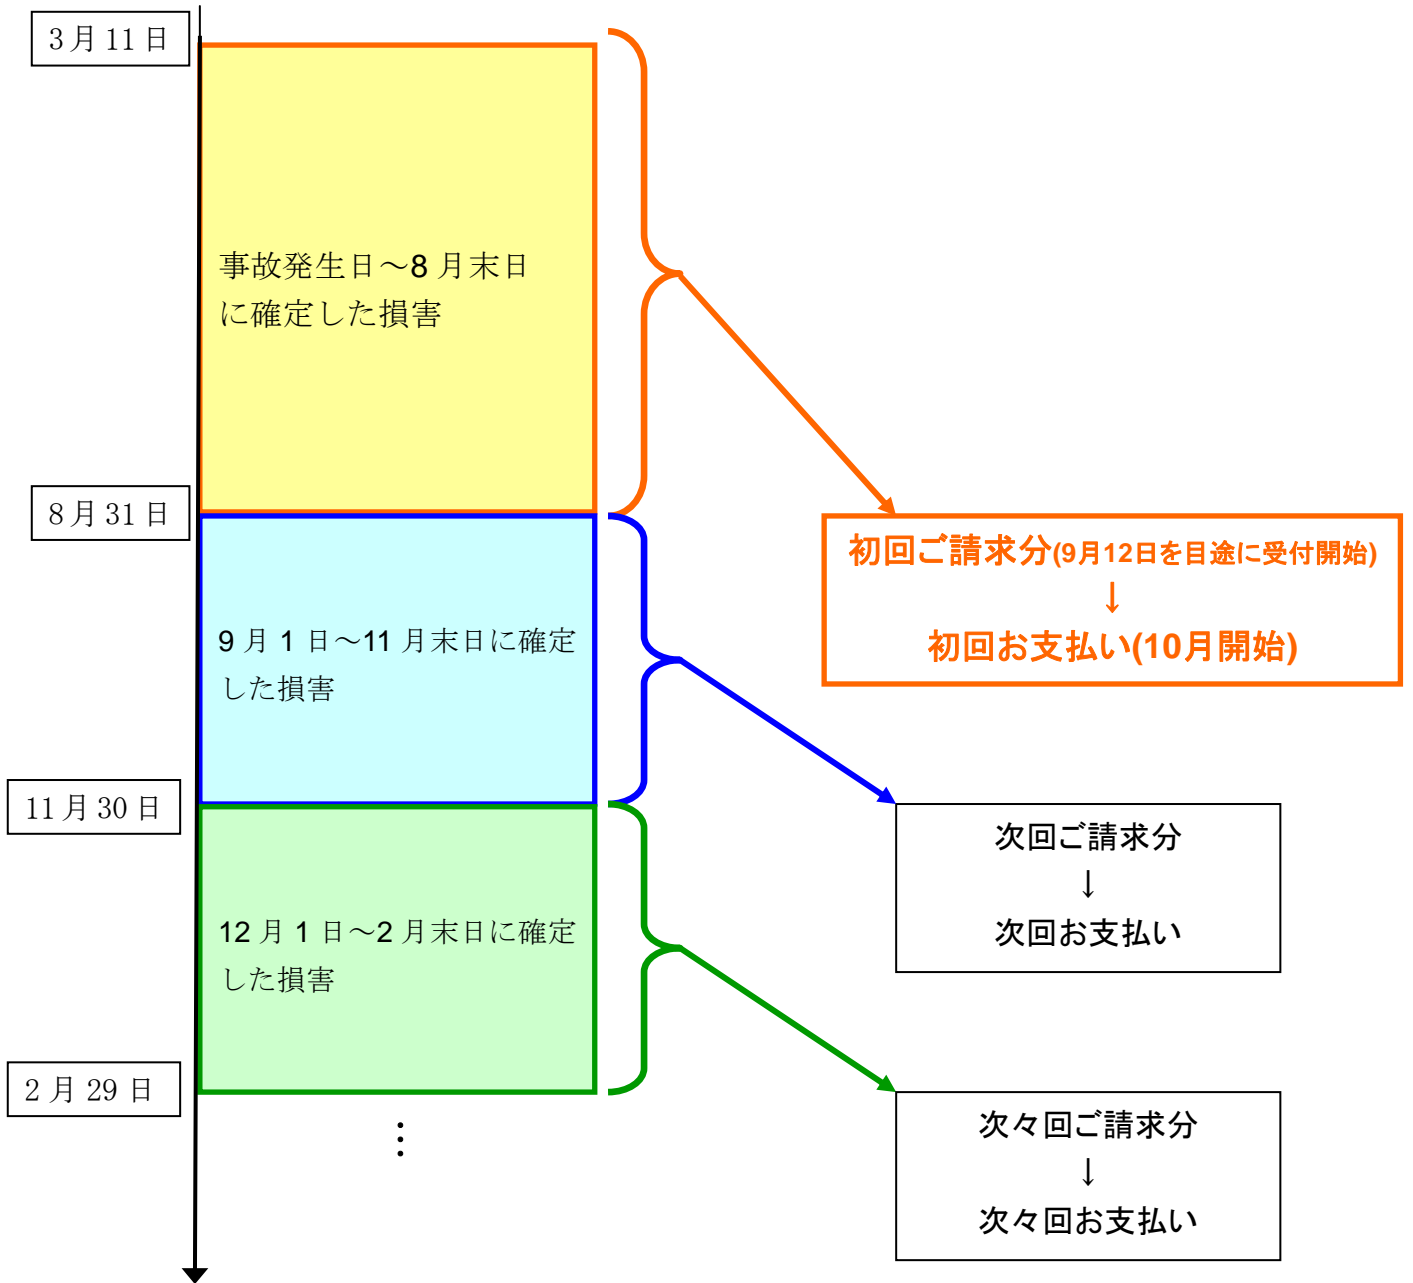 3月11日
事故発生日～8月末日
に確定した損害
8月31日
初回ご請求分(9月12日を目途に受付開始)
↓
初回お支払い(10月開始)
9月1日～11月末日に確定
した損害
11月30日
次回ご請求分
↓
次回お支払い
12月1日～2月末日に確定
した損害
2月29日
⋮
次々回ご請求分
↓
次々回お支払い